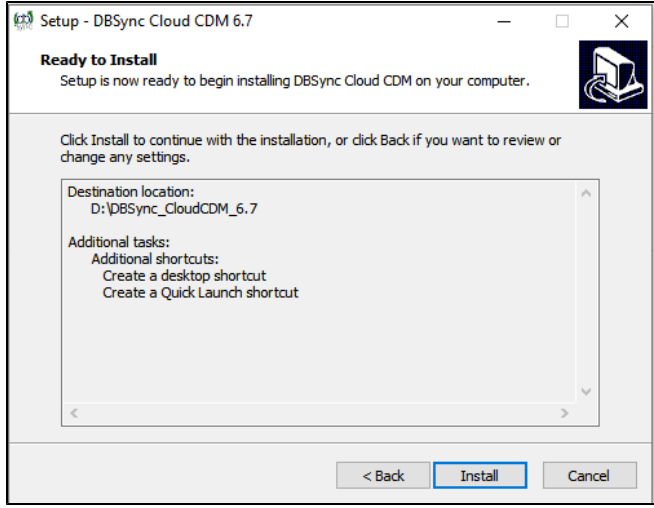 Setup - DBSync Cloud CDM 6.7
Ready to Install
Setup is now ready to begin installing DBSync Cloud CDM on your computer.
Click Install to continue with the installation, or click Back if you want to review or
change any settings.
Destination location:
D:\DBSync_CloudCDM_6.7
Additional tasks:
Additional shortcuts:
Create a desktop shortcut
Create a Quick Launch shortcut
< Back
Install
Cancel